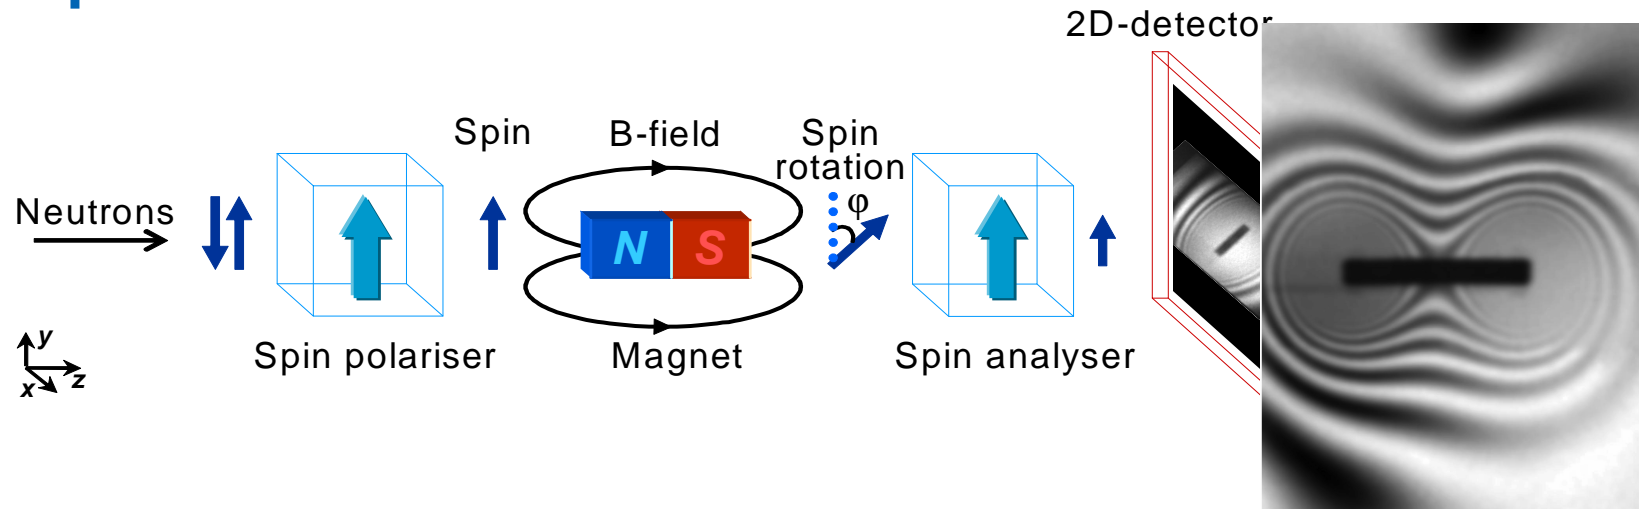 2D-detector
Spin
B-field
Spin
rotation
φ
Neutrons
N
S
y
x
z
Spin polariser
Magnet
Spin analyser